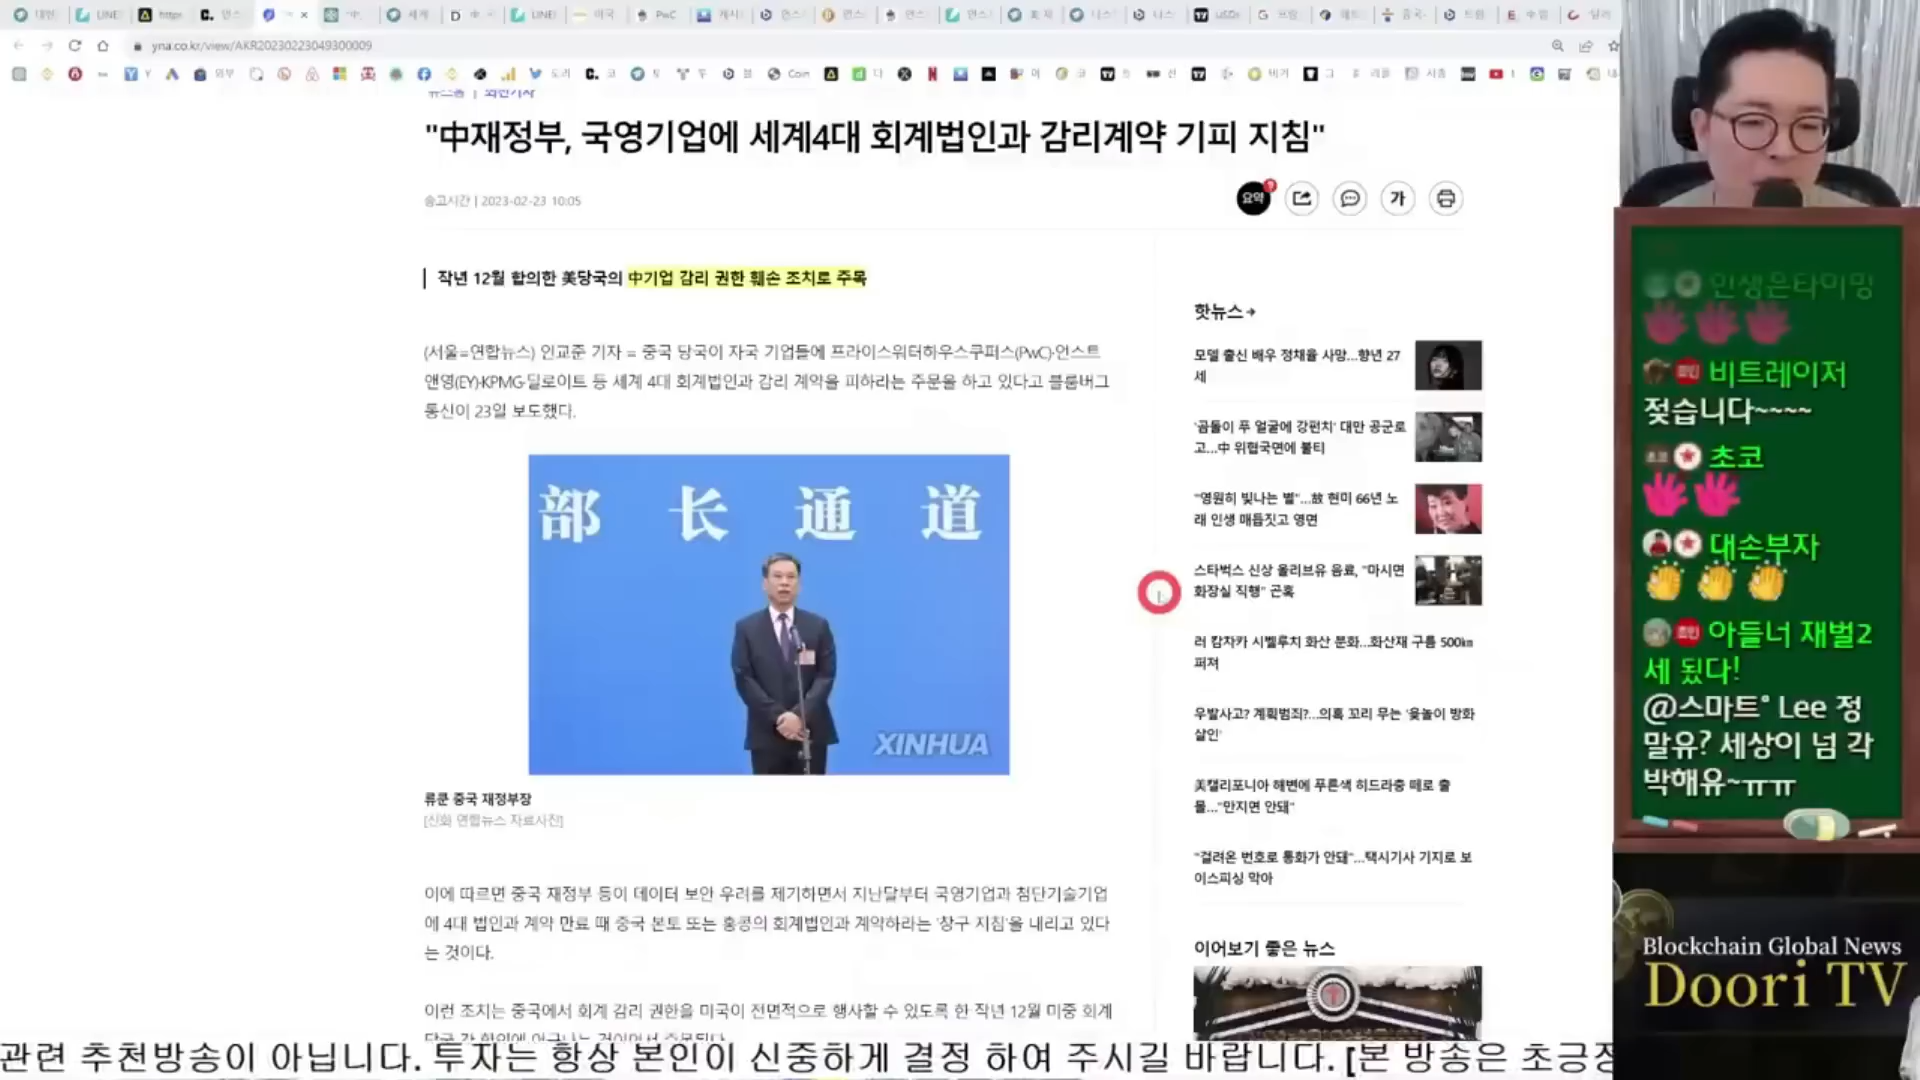 yna.co.kr/view/AKR20230223049300009
"中재정부, 국영기업에 세계4대 회계법인과 감리계약 기피 지침"
송고시간 | 2023-02-23 10:05
요약
가
작년 12월 합의한 美당국의 中기업 감리 권한 훼손 조치로 주목
(서울=연합뉴스) 인교준 기자 = 중국 당국이 자국 기업들에 프라이스워터하우스쿠퍼스(PwC)·언스트
앤영(EY)·KPMG·딜로이트 등 세계 4대 회계법인과 감리 계약을 피하라는 주문을 하고 있다고 블룸버그
통신이 23일 보도했다.
部 长 通 道
XINHUA
류쿤 중국 재정부장
[신화 연합뉴스 자료사진]
이에 따르면 중국 재정부 등이 데이터 보안 우려를 제기하면서 지난달부터 국영기업과 첨단기술기업
에 4대 법인과 계약 만료 때 중국 본토 또는 홍콩의 회계법인과 계약하라는 '창구 지침'을 내리고 있다
는 것이다.
이런 조치는 중국에서 회계 감리 권한을 미국이 전면적으로 행사할 수 있도록 한 작년 12월 미중 회계
핫뉴스
모델 출신 배우 정채율 사망...향년 27
세
'곰돌이 푸 얼굴에 강펀치' 대만 공군로
고...中 위협국면에 불티
"영원히 빛나는 별"...故 현미 66년 노
래 인생 매듭짓고 영면
스타벅스 신상 올리브유 음료, "마시면
화장실 직행" 곤혹
러 캄차카 시벨루치 화산 분화...화산재 구름 500㎞
퍼져
우발사고? 계획범죄?...의혹 꼬리 무는 '윷놀이 방화
살인'
美캘리포니아 해변에 푸른색 히드라충 떼로 출
몰..."만지면 안돼"
"걸려온 번호로 통화가 안돼"...택시기사 기지로 보
이스피싱 막아
이어보기 좋은 뉴스
인생은타이밍
비트레이저
젖습니다~~~~
초코
대손부자
아들너 재벌2
세 됬다!
@스마트° Lee 정
말유? 세상이 넘 각
박해유~ㅠㅠ
Blockchain Global News
Doori TV
관련 추천방송이 아닙니다. 투자는 항상 본인이 신중하게 결정 하여 주시길 바랍니다. [본 방송은 초긍정